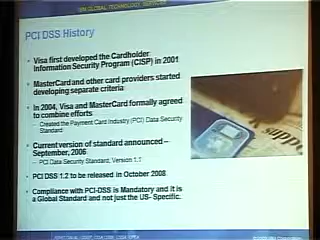 IBM GLOBAL TECHNOLOGY SERVICES
PCI DSS History
• Visa first developed the Cardholder
Information Security Program (CISP) in 2001
• MasterCard and other card providers started
developing separate criteria
• In 2004, Visa and MasterCard formally agreed
to combine efforts
– Created the Payment Card Industry (PCI) Data Security
Standard
• Current version of standard announced –
September, 2006
– PCI Data Security Standard, Version 1.1
• PCI DSS 1.2 to be released in October 2008
• Compliance with PCI-DSS is Mandatory and it is
a Global Standard and not just the US- Specific.